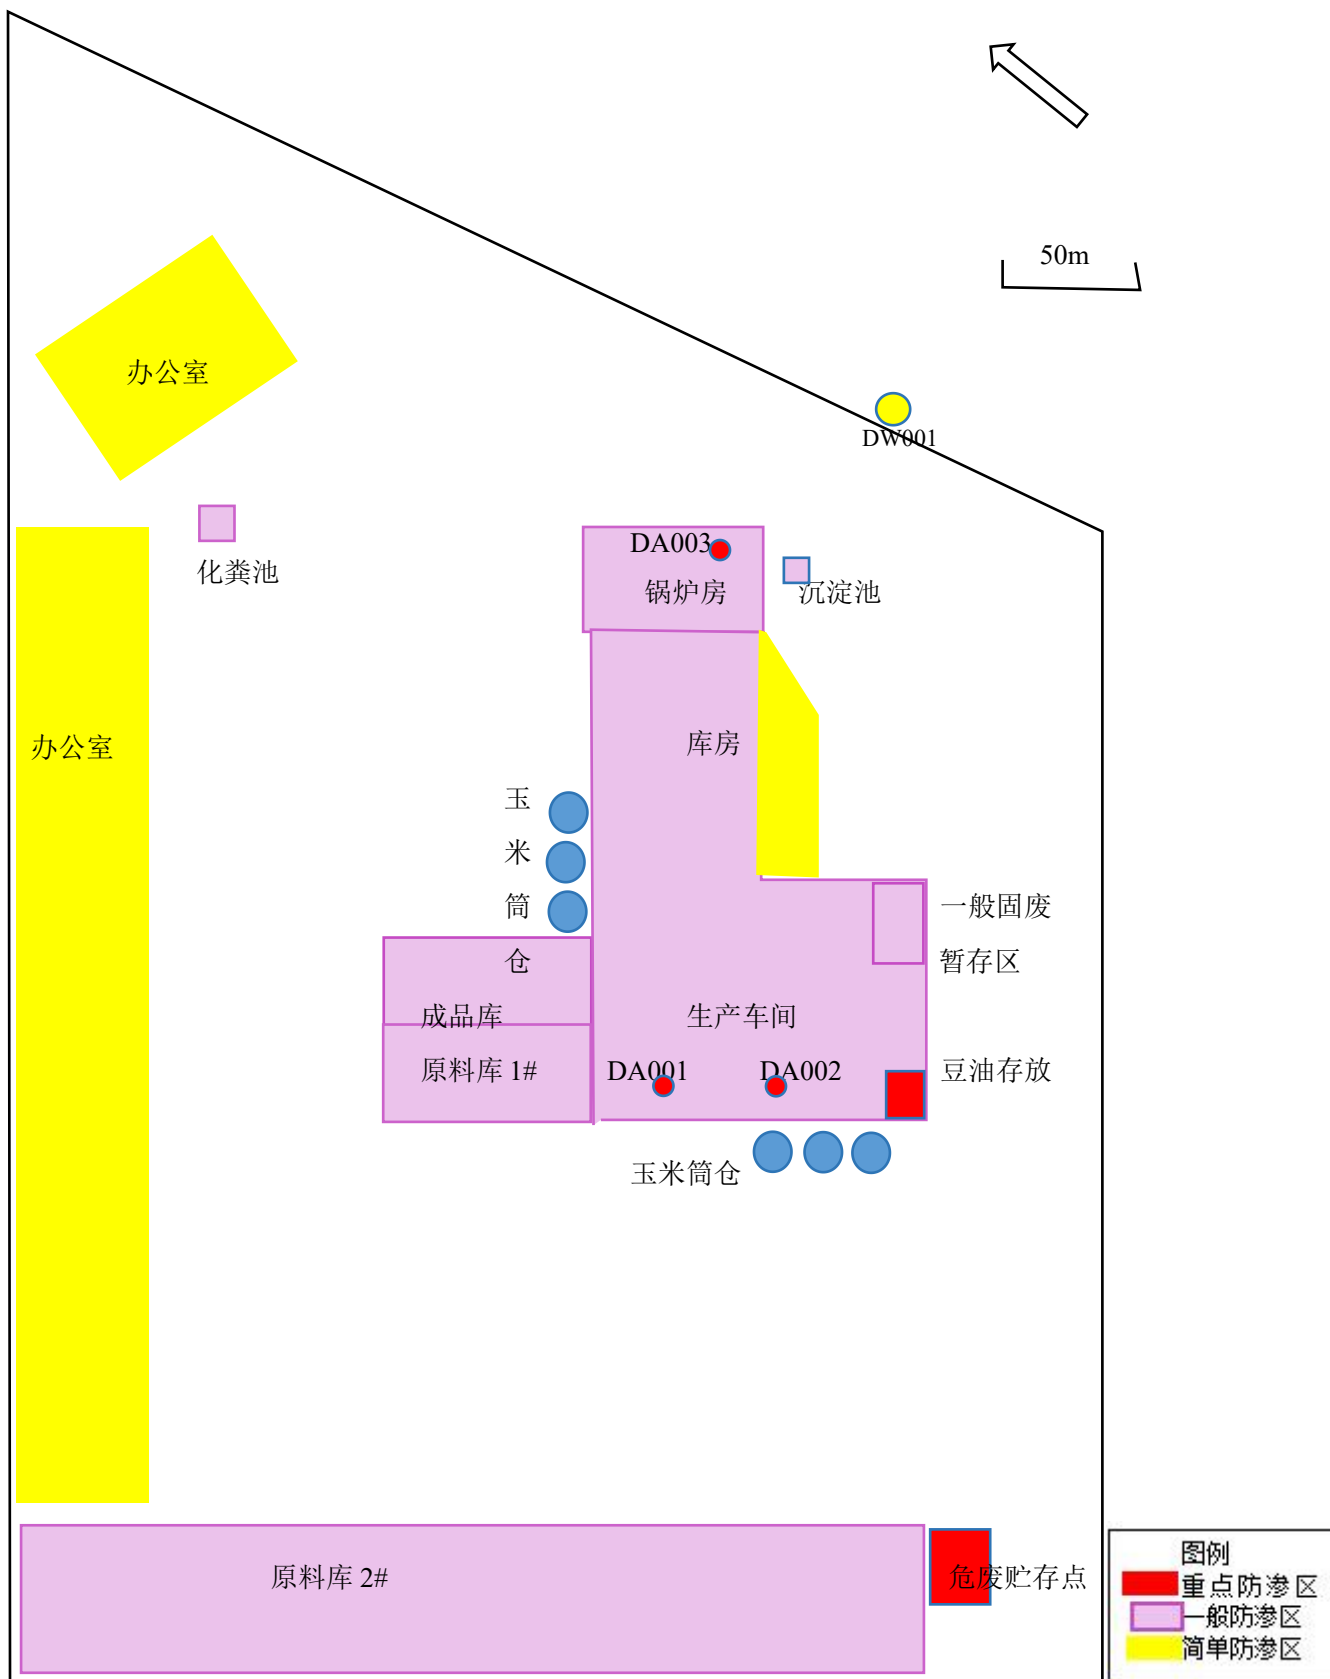 50m
办公室
DW001
DA003
化粪池
锅炉房
沉淀池
办公室
库房
玉
米
筒
仓
一般固废
暂存区
成品库
生产车间
原料库 1#
DA001
DA002
豆油存放
玉米筒仓
原料库 2#
危废贮存点
图例
重点防渗区
一般防渗区
简单防渗区